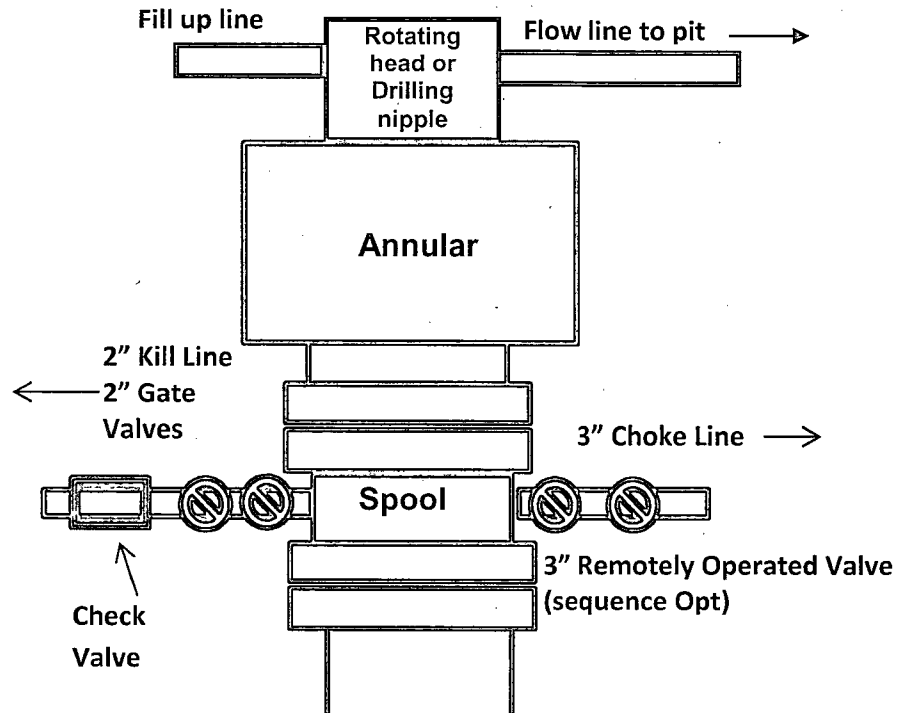 Fill up line
Rotating
head or
Drilling
nipple
Flow line to pit
Annular
2” Kill Line
2” Gate
Valves
3” Choke Line
Spool
3” Remotely Operated Valve
(sequence Opt)
Check
Valve